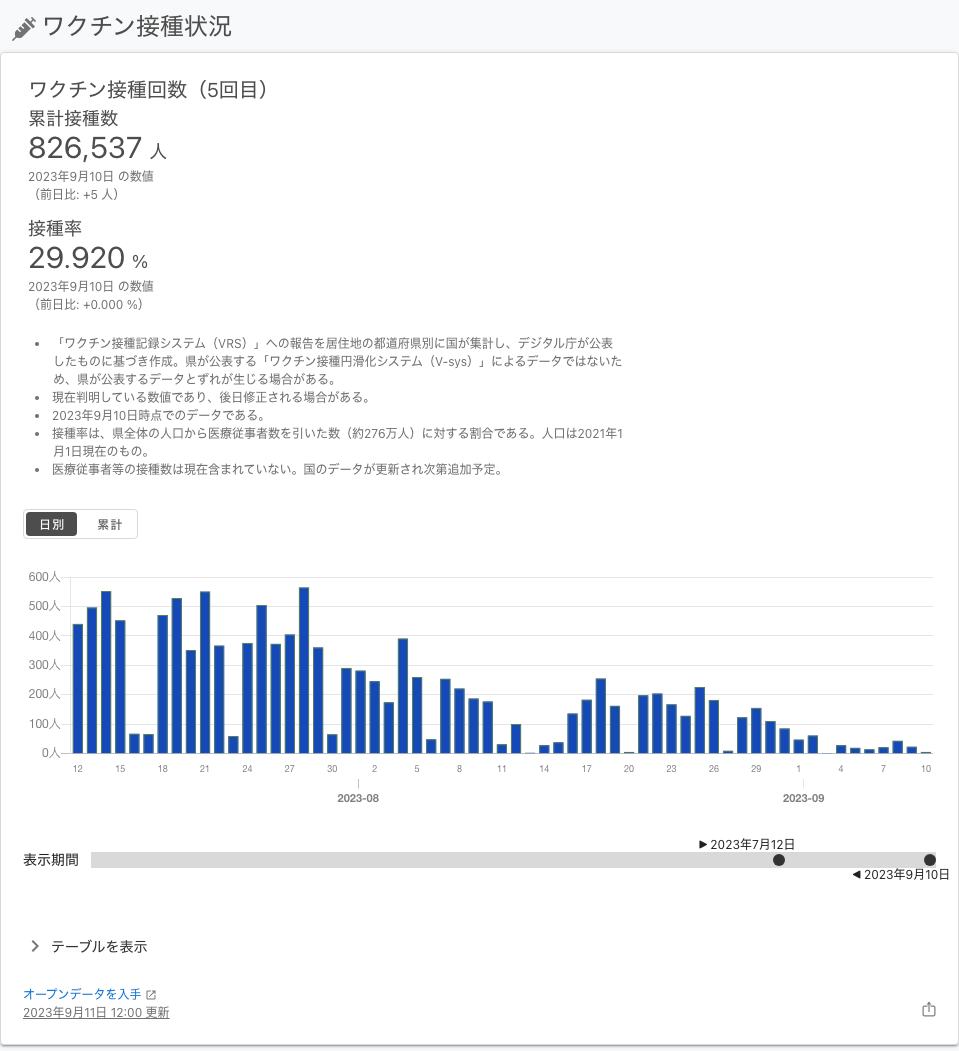 ワクチン接種状況
ワクチン接種回数（5回目）
累計接種数
826,537 人
2023年9月10日 の数値
（前日比: +5 人）
接種率
29.920 %
2023年9月10日 の数値
（前日比: +0.000 %）
• 「ワクチン接種記録システム（VRS）」への報告を居住地の都道府県別に国が集計し、デジタル庁が公表
したものに基づき作成。県が公表する「ワクチン接種円滑化システム（V-sys）」によるデータではないた
め、県が公表するデータとずれが生じる場合がある。
• 現在判明している数値であり、後日修正される場合がある。
• 2023年9月10日時点でのデータである。
• 接種率は、県全体の人口から医療従事者数を引いた数（約276万人）に対する割合である。人口は2021年1
月1日現在のもの。
• 医療従事者等の接種数は現在含まれていない。国のデータが更新され次第追加予定。
日別 累計
600人
500人
400人
300人
200人
100人
0人
12 15 18 21 24 27 30 2 5 8 11 14 17 20 23 26 29 1 4 7 10
2023-08 2023-09
▶ 2023年7月12日
表示期間
◀ 2023年9月10日
テーブルを表示
オープンデータを入手
2023年9月11日 12:00 更新